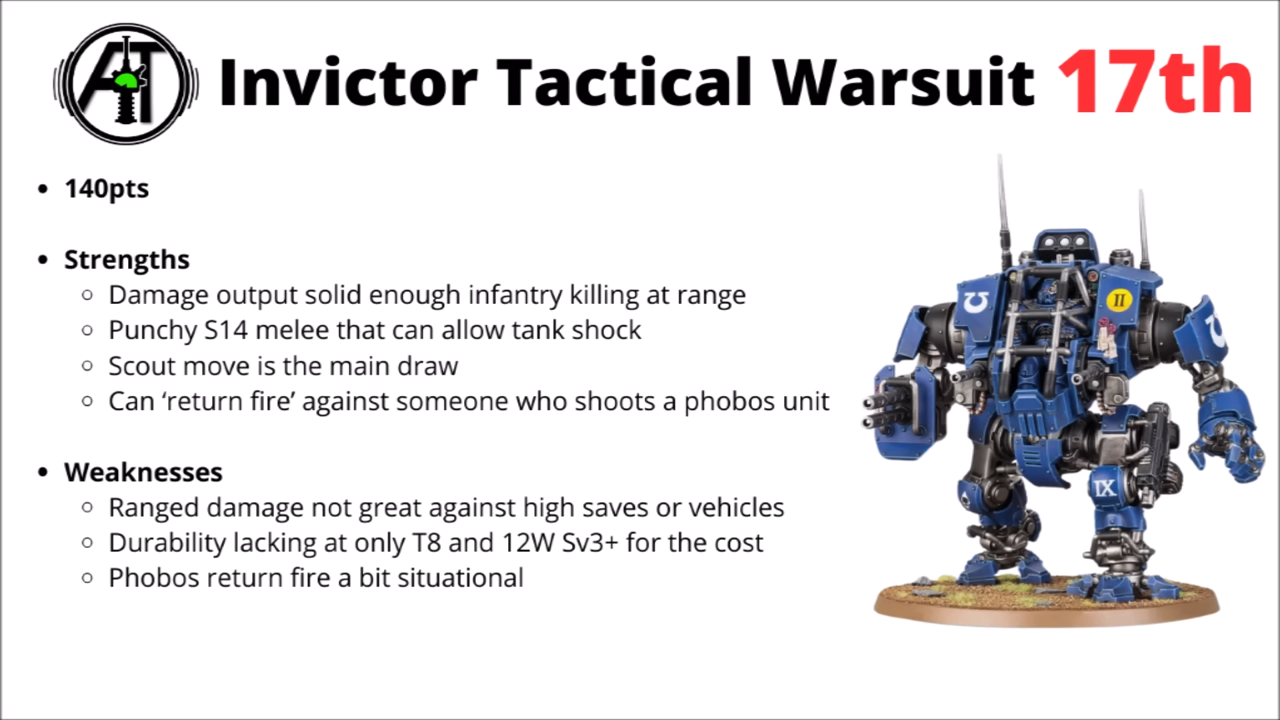 AT
Invictor Tactical Warsuit 17th
• 140pts
• Strengths
◦ Damage output solid enough infantry killing at range
◦ Punchy S14 melee that can allow tank shock
◦ Scout move is the main draw
◦ Can ‘return fire’ against someone who shoots a phobos unit
• Weaknesses
◦ Ranged damage not great against high saves or vehicles
◦ Durability lacking at only T8 and 12W Sv3+ for the cost
◦ Phobos return fire a bit situational
II
IX